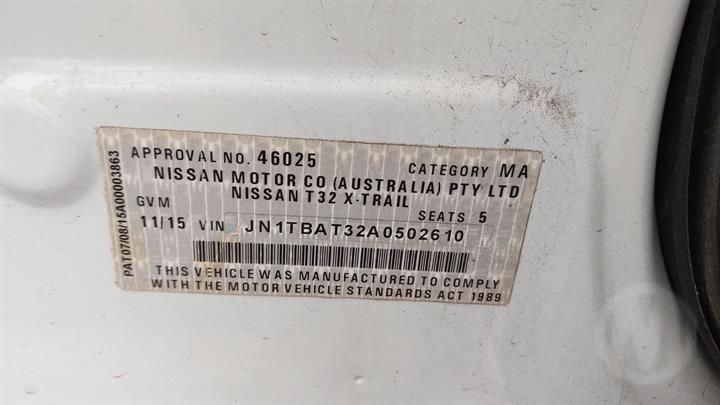 APPROVAL NO. 46025 CATEGORY MA
NISSAN MOTOR CO (AUSTRALIA) PTY LTD
NISSAN T32 X-TRAIL
GVM SEATS 5
11/15 VIN JN1TBAT32A0502610
THIS VEHICLE WAS MANUFACTURED TO COMPLY
WITH THE MOTOR VEHICLE STANDARDS ACT 1989
PAT07/08/15A00003863